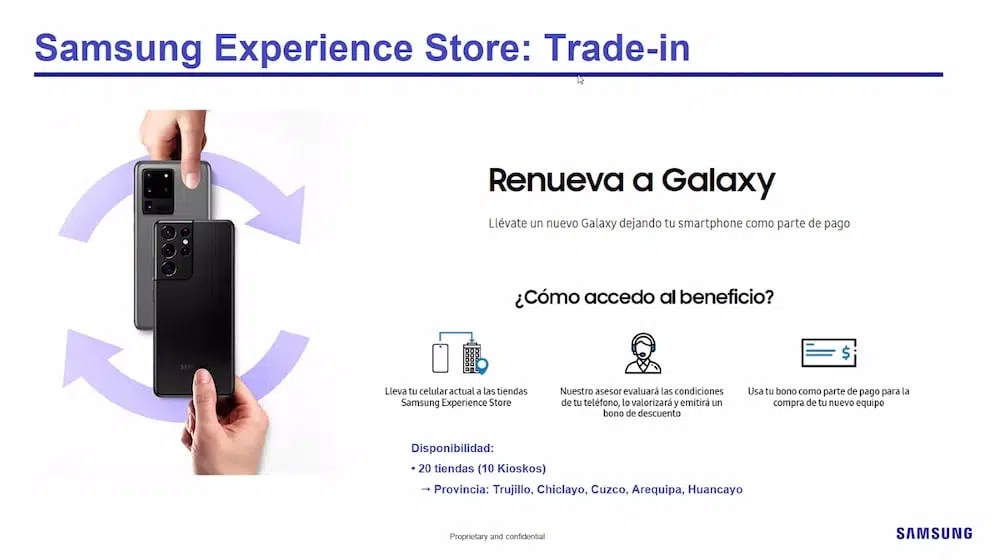 Samsung Experience Store: Trade-in
Renueva a Galaxy
Llévate un nuevo Galaxy dejando tu smartphone como parte de pago
¿Cómo accedo al beneficio?
Lleva tu celular actual a las tiendas
Samsung Experience Store
Nuestro asesor evaluará las condiciones
de tu teléfono, lo valorizará y emitirá un
bono de descuento
$
Usa tu bono como parte de pago para la
compra de tu nuevo equipo
Disponibilidad:
• 20 tiendas (10 Kioskos)
→ Provincia: Trujillo, Chiclayo, Cuzco, Arequipa, Huancayo
Proprietary and confidential
SAMSUNG